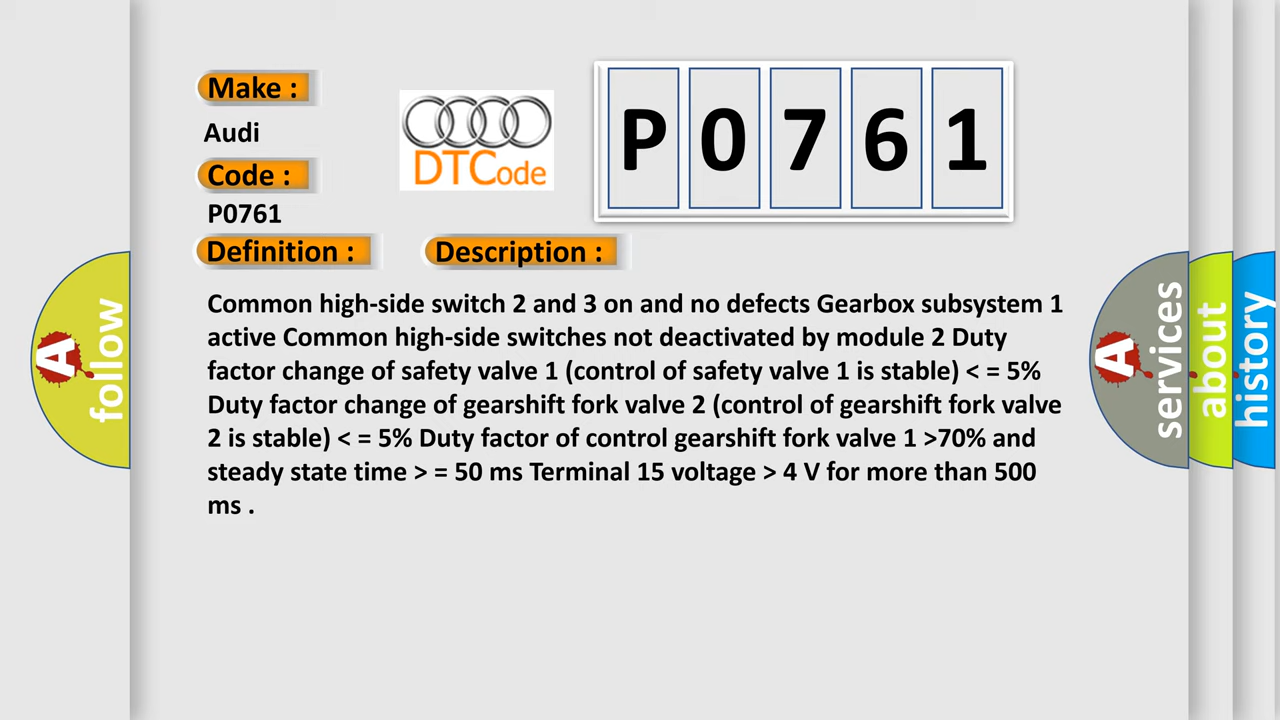 Make :
Audi
Code :
P0761
DTCode
P0761
Definition :
Description :
Common high-side switch 2 and 3 on and no defects Gearbox subsystem 1
active Common high-side switches not deactivated by module 2 Duty
factor change of safety valve 1 (control of safety valve 1 is stable) < = 5%
Duty factor change of gearshift fork valve 2 (control of gearshift fork valve
2 is stable) < = 5% Duty factor of control gearshift fork valve 1 >70% and
steady state time > = 50 ms Terminal 15 voltage > 4 V for more than 500
ms .
A
follow
A
services
about
history